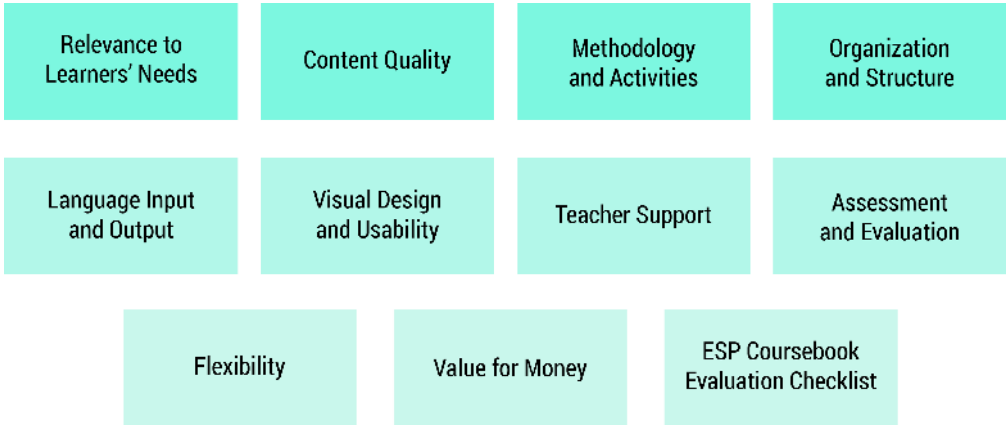 Relevance to
Learners' Needs
Content Quality
Methodology
and Activities
Organization
and Structure
Language Input
and Output
Visual Design
and Usability
Teacher Support
Assessment
and Evaluation
Flexibility
Value for Money
ESP Coursebook
Evaluation Checklist